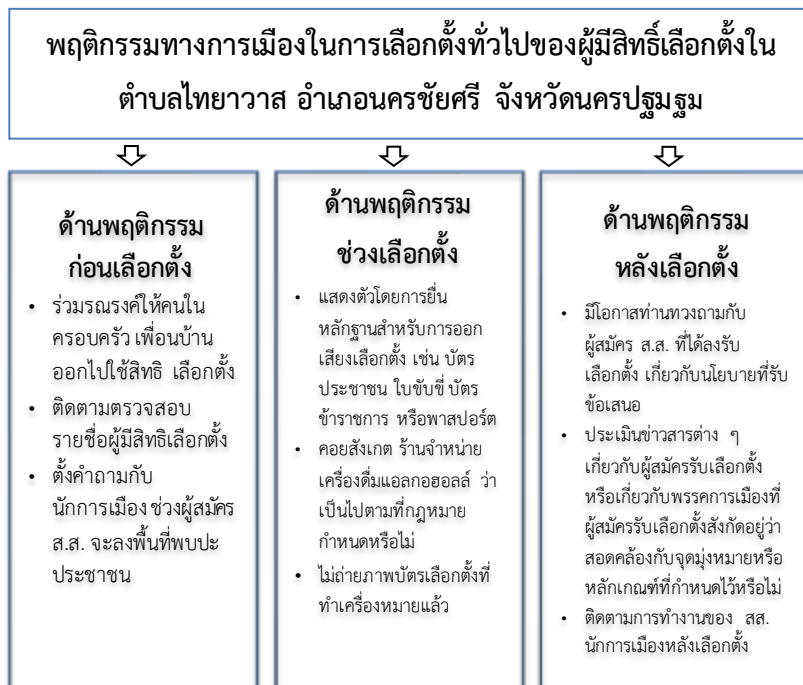 พฤติกรรมทางการเมืองในการเลือกตั้งทั่วไปของผู้มีสิทธิ์เลือกตั้งใน
ตำบลไทยาวาส อำเภอนครชัยศรี จังหวัดนครปฐมฐม
ด้านพฤติกรรม
ก่อนเลือกตั้ง
• ร่วมรณรงค์ให้คนใน
ครอบครัว เพื่อนบ้าน
ออกไปใช้สิทธิ เลือกตั้ง
• ติดตามตรวจสอบ
รายชื่อผู้มีสิทธิเลือกตั้ง
• ตั้งคำถามกับ
นักการเมือง ช่วงผู้สมัคร
ส.ส. จะลงพื้นที่พบปะ
ประชาชน
ด้านพฤติกรรม
ช่วงเลือกตั้ง
• แสดงตัวโดยการยื่น
หลักฐานสำหรับการออก
เสียงเลือกตั้ง เช่น บัตร
ประชาชน ใบขับขี่ บัตร
ข้าราชการ หรือพาสปอร์ต
• คอยสังเกต ร้านจำหน่าย
เครื่องดื่มแอลกอฮอลล์ ว่า
เป็นไปตามที่กฎหมาย
กำหนดหรือไม่
• ไม่ถ่ายภาพบัตรเลือกตั้งที่
ทำเครื่องหมายแล้ว
ด้านพฤติกรรม
หลังเลือกตั้ง
• มีโอกาสท่านทวงถามกับ
ผู้สมัคร ส.ส. ที่ได้ลงรับ
เลือกตั้ง เกี่ยวกับนโยบายที่รับ
ข้อเสนอ
• ประเมินข่าวสารต่าง ๆ
เกี่ยวกับผู้สมัครรับเลือกตั้ง
หรือเกี่ยวกับพรรคการเมืองที่
ผู้สมัครรับเลือกตั้งสังกัดอยู่ว่า
สอดคล้องกับจุดมุ่งหมายหรือ
หลักเกณฑ์ที่กำหนดไว้หรือไม่
• ติดตามการทำงานของ สส.
นักการเมืองหลังเลือกตั้ง